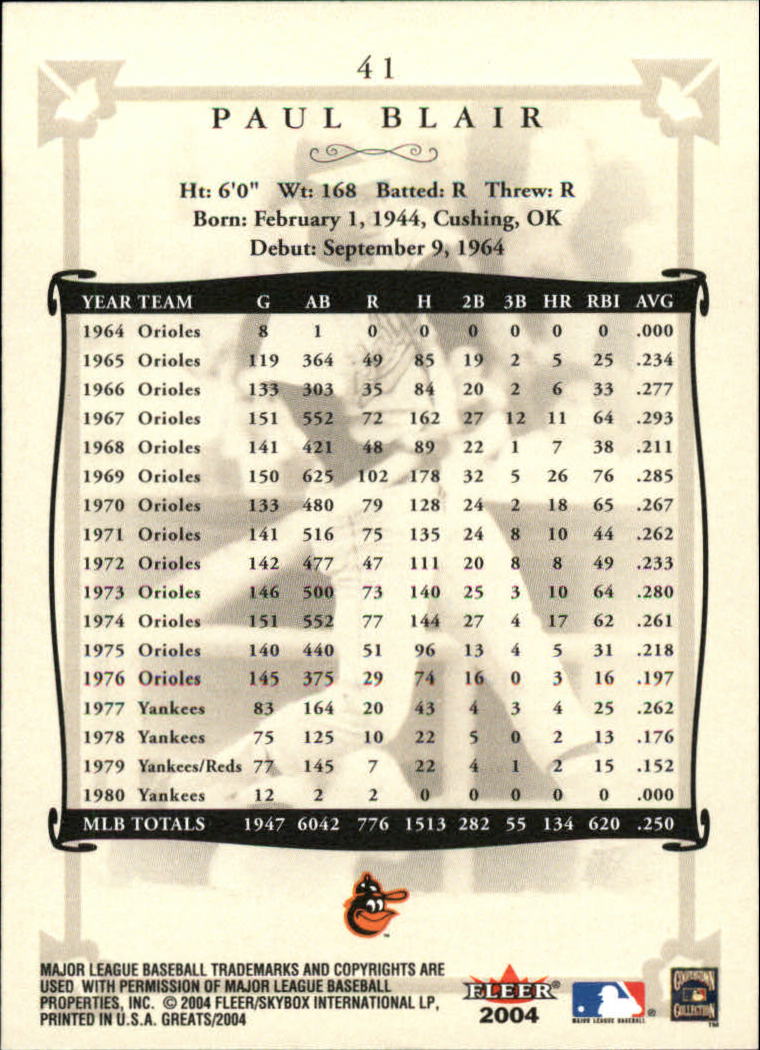 41
PAUL BLAIR
Ht: 6'0" Wt: 168 Batted: R Threw: R
Born: February 1, 1944, Cushing, OK
Debut: September 9, 1964
YEAR TEAM G AB R H 2B 3B HR RBI AVG
1964 Orioles 8 1 0 0 0 0 0 0 .000
1965 Orioles 119 364 49 85 19 2 5 25 .234
1966 Orioles 133 303 35 84 20 2 6 33 .277
1967 Orioles 151 552 72 162 27 12 11 64 .293
1968 Orioles 141 421 48 89 22 1 7 38 .211
1969 Orioles 150 625 102 178 32 5 26 76 .285
1970 Orioles 133 480 79 128 24 2 18 65 .267
1971 Orioles 141 516 75 135 24 8 10 44 .262
1972 Orioles 142 477 47 111 20 8 8 49 .233
1973 Orioles 146 500 73 140 25 3 10 64 .280
1974 Orioles 151 552 77 144 27 4 17 62 .261
1975 Orioles 140 440 51 96 13 4 5 31 .218
1976 Orioles 145 375 29 74 16 0 3 16 .197
1977 Yankees 83 164 20 43 4 3 4 25 .262
1978 Yankees 75 125 10 22 5 0 2 13 .176
1979 Yankees/Reds 77 145 7 22 4 1 2 15 .152
1980 Yankees 12 2 2 0 0 0 0 0 .000
MLB TOTALS 1947 6042 776 1513 282 55 134 620 .250
MAJOR LEAGUE BASEBALL TRADEMARKS AND COPYRIGHTS ARE
USED WITH PERMISSION OF MAJOR LEAGUE BASEBALL
PROPERTIES, INC. © 2004 FLEER/SKYBOX INTERNATIONAL LP,
PRINTED IN U.S.A. GREATS/2004
FLEER®
2004
MAJOR LEAGUE BASEBALL ®
COOPERSTOWN
COLLECTION
TM